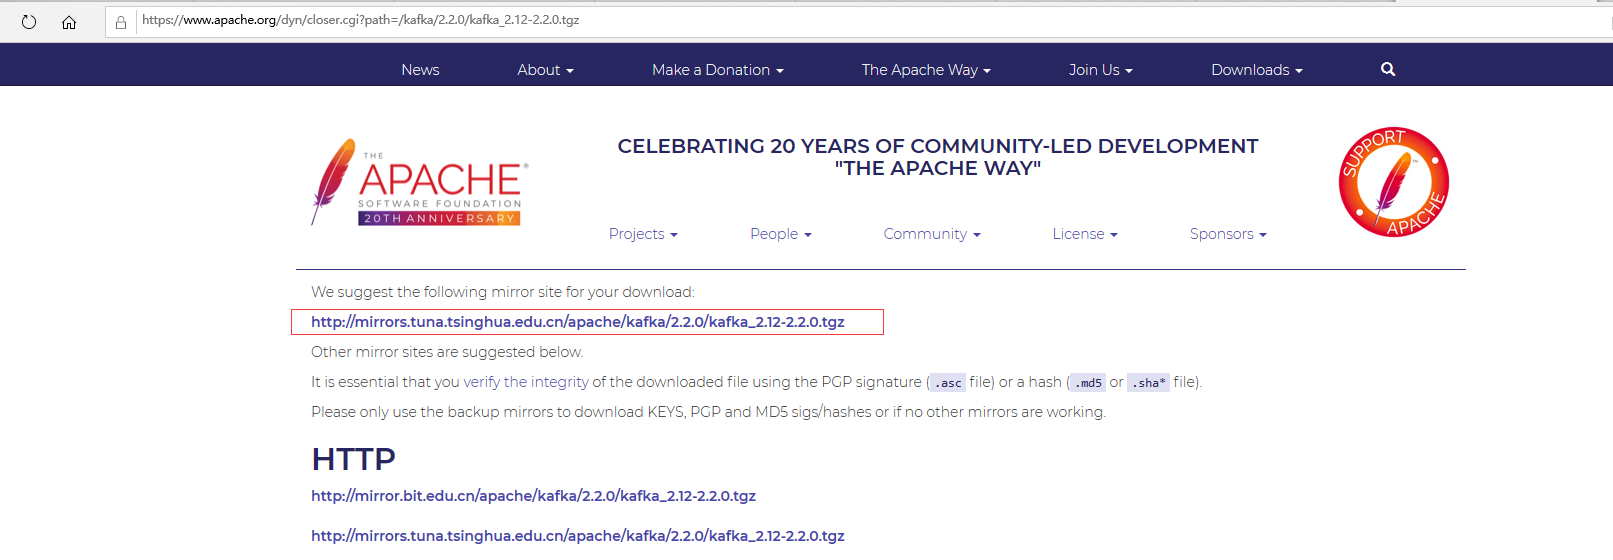 https://www.apache.org/dyn/closer.cgi?path=/kafka/2.2.0/kafka_2.12-2.2.0.tgz
News About Make a Donation The Apache Way Join Us Downloads
THE
APACHE®
SOFTWARE FOUNDATION
20TH ANNIVERSARY
CELEBRATING 20 YEARS OF COMMUNITY-LED DEVELOPMENT
"THE APACHE WAY"
SUPPORT
APACHE
Projects People Community License Sponsors
We suggest the following mirror site for your download:
http://mirrors.tuna.tsinghua.edu.cn/apache/kafka/2.2.0/kafka_2.12-2.2.0.tgz
Other mirror sites are suggested below.
It is essential that you verify the integrity of the downloaded file using the PGP signature (.asc file) or a hash (.md5 or .sha* file).
Please only use the backup mirrors to download KEYS, PGP and MD5 sigs/hashes or if no other mirrors are working.
HTTP
http://mirror.bit.edu.cn/apache/kafka/2.2.0/kafka_2.12-2.2.0.tgz
http://mirrors.tuna.tsinghua.edu.cn/apache/kafka/2.2.0/kafka_2.12-2.2.0.tgz